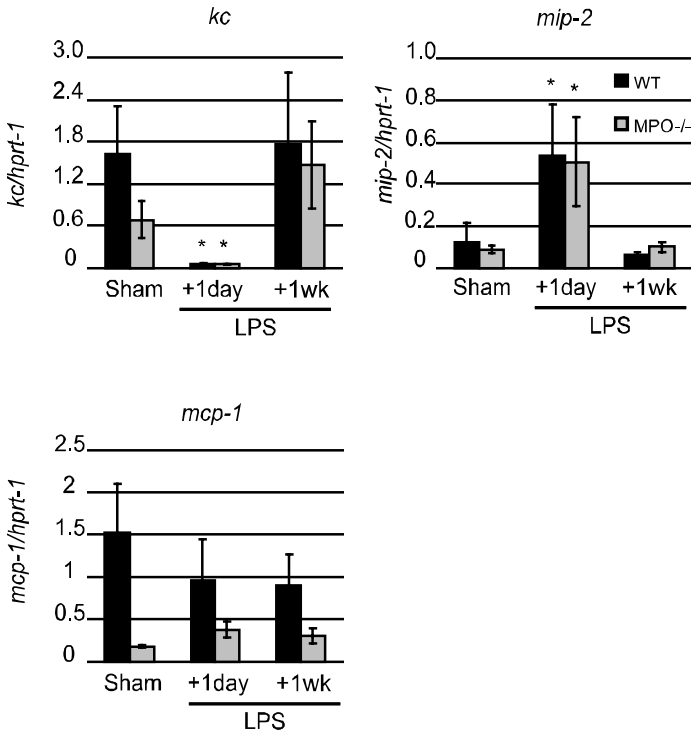 kc
kc/hprt-1
3.0
2.4
1.8
1.2
0.6
0
* *
Sham +1day +1wk
LPS
mip-2
mip-2/hprt-1
1.0
0.8
0.6
0.4
0.2
0
* *
WT
MPO-/-
Sham +1day +1wk
LPS
mcp-1
mcp-1/hprt-1
2.5
2
1.5
1
0.5
0
Sham +1day +1wk
LPS